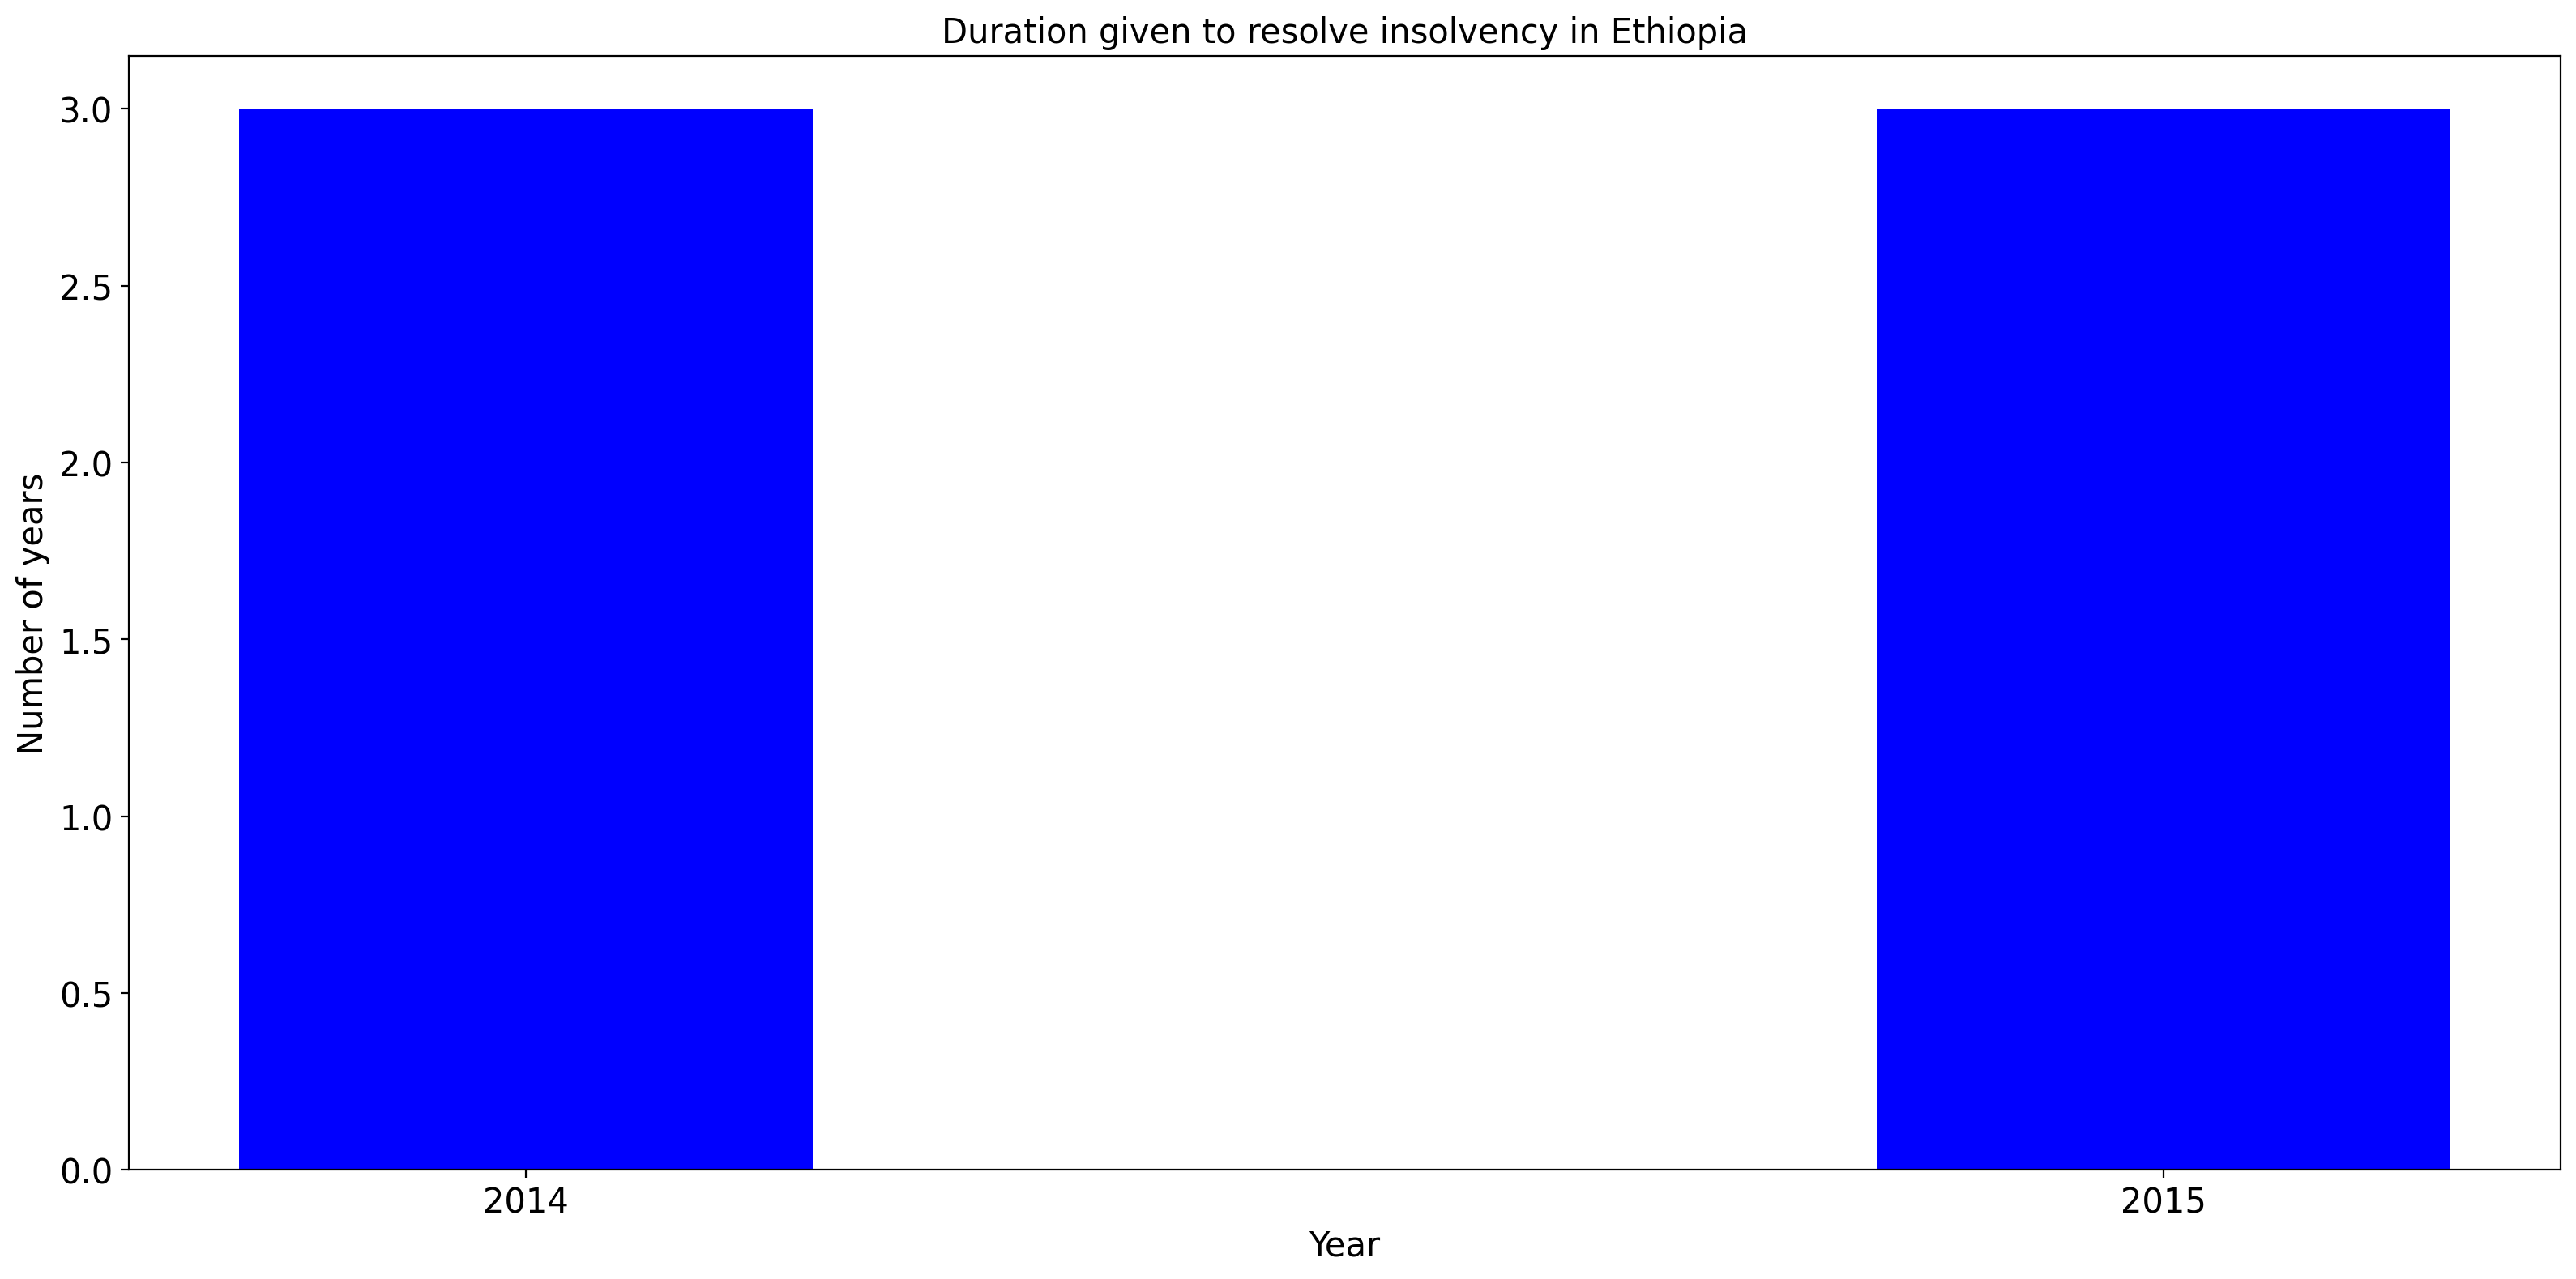 Duration given to resolve insolvency in Ethiopia
Number of years
3.0
2.5
2.0
1.5
1.0
0.5
0.0
2014 2015
Year